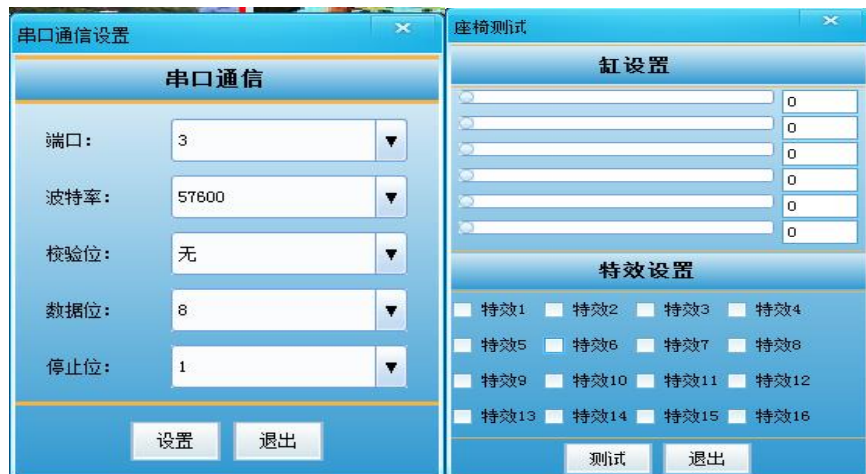 串口通信设置
串口通信
端口： 3
波特率： 57600
校验位： 无
数据位： 8
停止位： 1
设置 退出
座椅测试
缸设置
0
0
0
0
0
0
特效设置
特效1 特效2 特效3 特效4
特效5 特效6 特效7 特效8
特效9 特效10 特效11 特效12
特效13 特效14 特效15 特效16
测试 退出